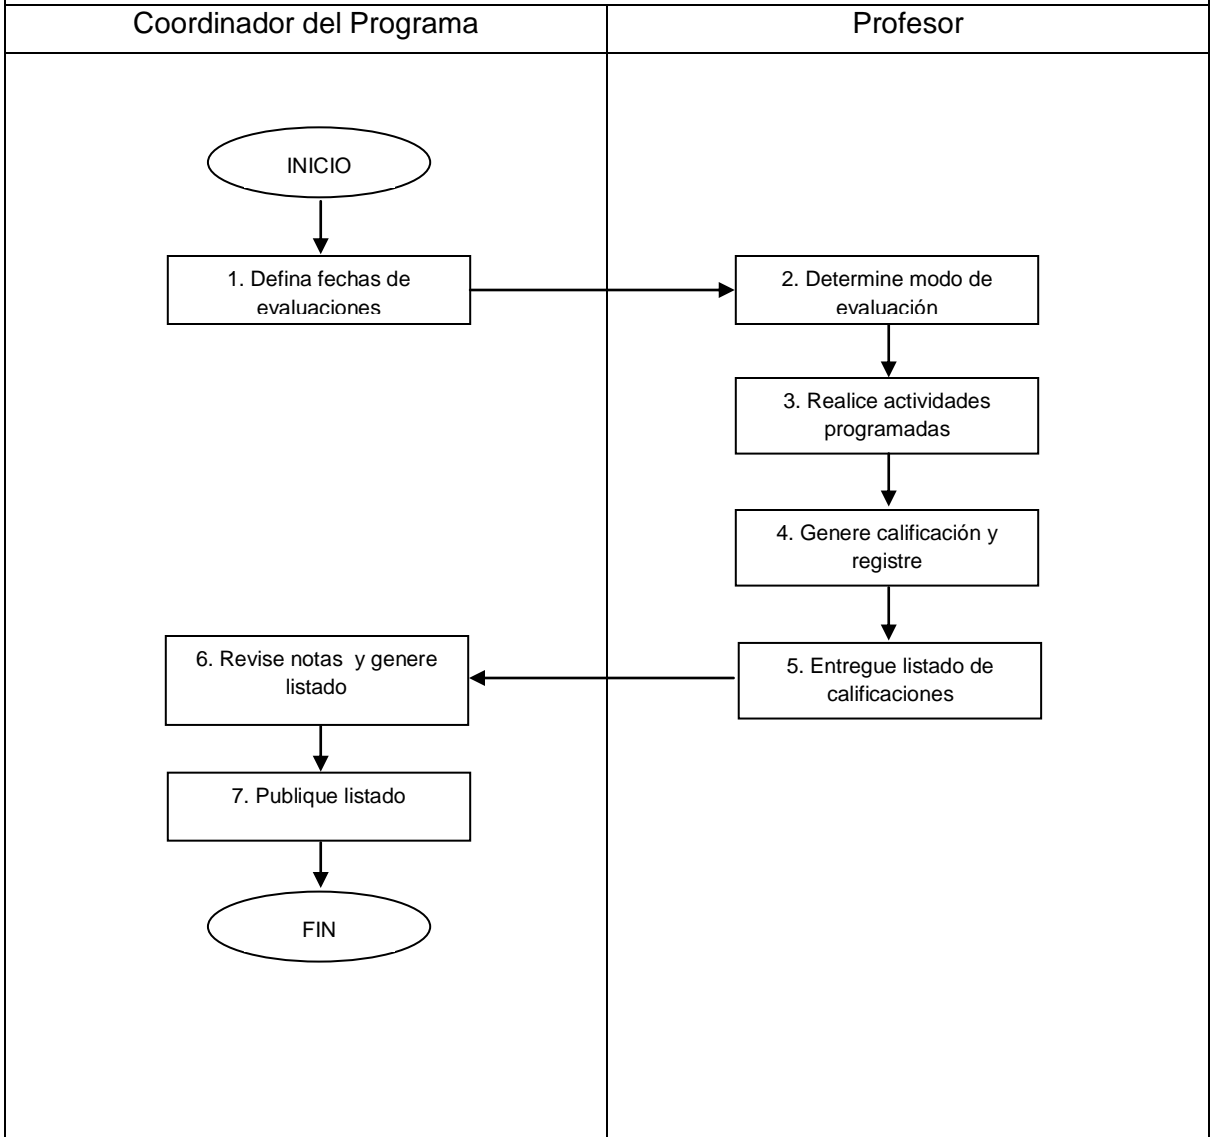 Coordinador del Programa
Profesor
INICIO
1. Defina fechas de
evaluaciones
2. Determine modo de
evaluación
3. Realice actividades
programadas
4. Genere calificación y
registre
5. Entregue listado de
calificaciones
6. Revise notas  y genere
listado
7. Publique listado
FIN